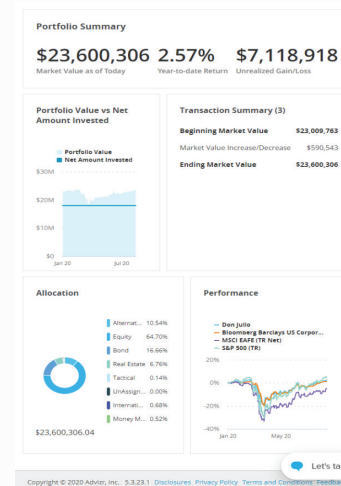 Portfolio Summary
$23,600,306 2.57% $7,118,918
Market Value as of Today Year-to-date Return Unrealized Gain/Loss
Portfolio Value vs Net
Amount Invested
Portfolio Value
Net Amount Invested
$30M
$20M
$10M
$0
Jan 20 Jul 20
Transaction Summary (3)
Beginning Market Value $23,009,763
Market Value Increase/Decrease $590,543
Ending Market Value $23,600,306
Allocation
Alternat... 10.54%
Equity 64.70%
Bond 16.66%
Real Estate 6.76%
Tactical 0.14%
UnAssign... 0.00%
Internati... 0.68%
Money M... 0.52%
$23,600,306.04
Performance
Don Julio
Bloomberg Barclays US Corpor...
MSCI EAFE (TR Net)
S&P 500 (TR)
20%
0%
-20%
-40%
Jan 20 May 20
Let's ta
Copyright © 2020 Advizr, Inc. 5.3.23.1 Disclosures Privacy Policy Terms and Conditions Feedba